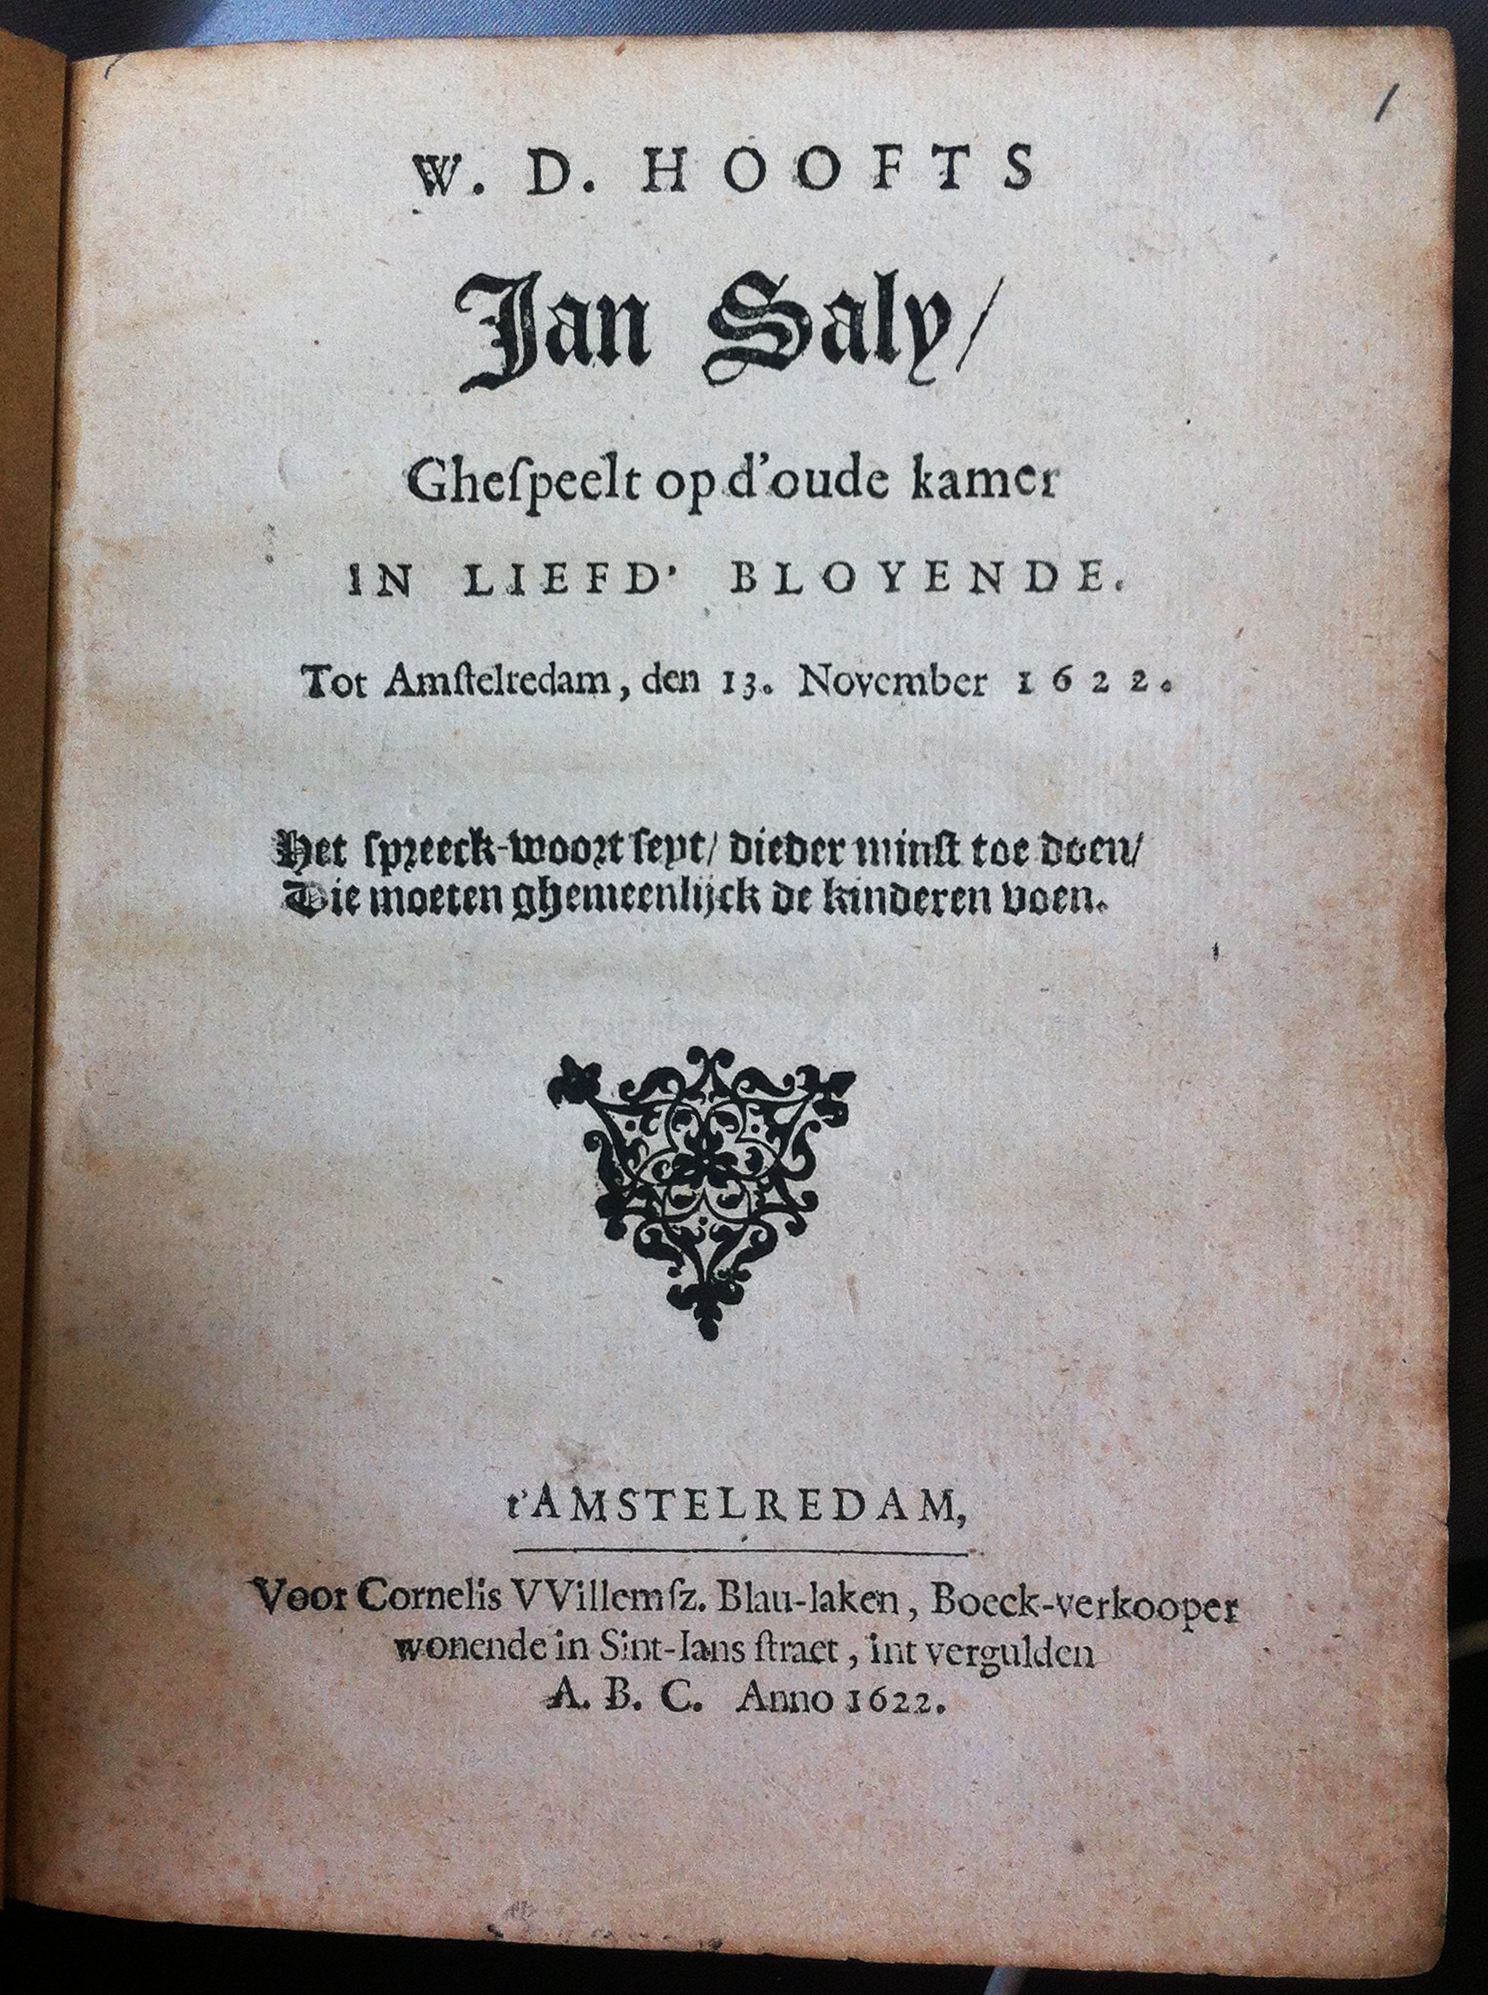 1
W. D. HOOFTS
Jan Saly/
Gheſpeelt op d'oude kamer
IN LIEFD' BLOYENDE.
Tot Amſtelredam, den 13. November 1622.
Het ſpreeck-woort ſeyt/ dieder minſt toe doen/
Die moeten ghemeenlijck de kinderen voen.
t'AMSTELREDAM,
Voor Cornelis VVillemſz. Blau-laken, Boeck-verkooper
wonende in Sint-Ians ſtraet, int vergulden
A. B. C. Anno 1622.